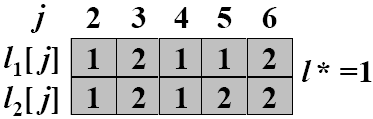 j 2 3 4 5 6
l₁[j] 1 2 1 1 2
l₂[j] 1 2 1 2 2
l* =1